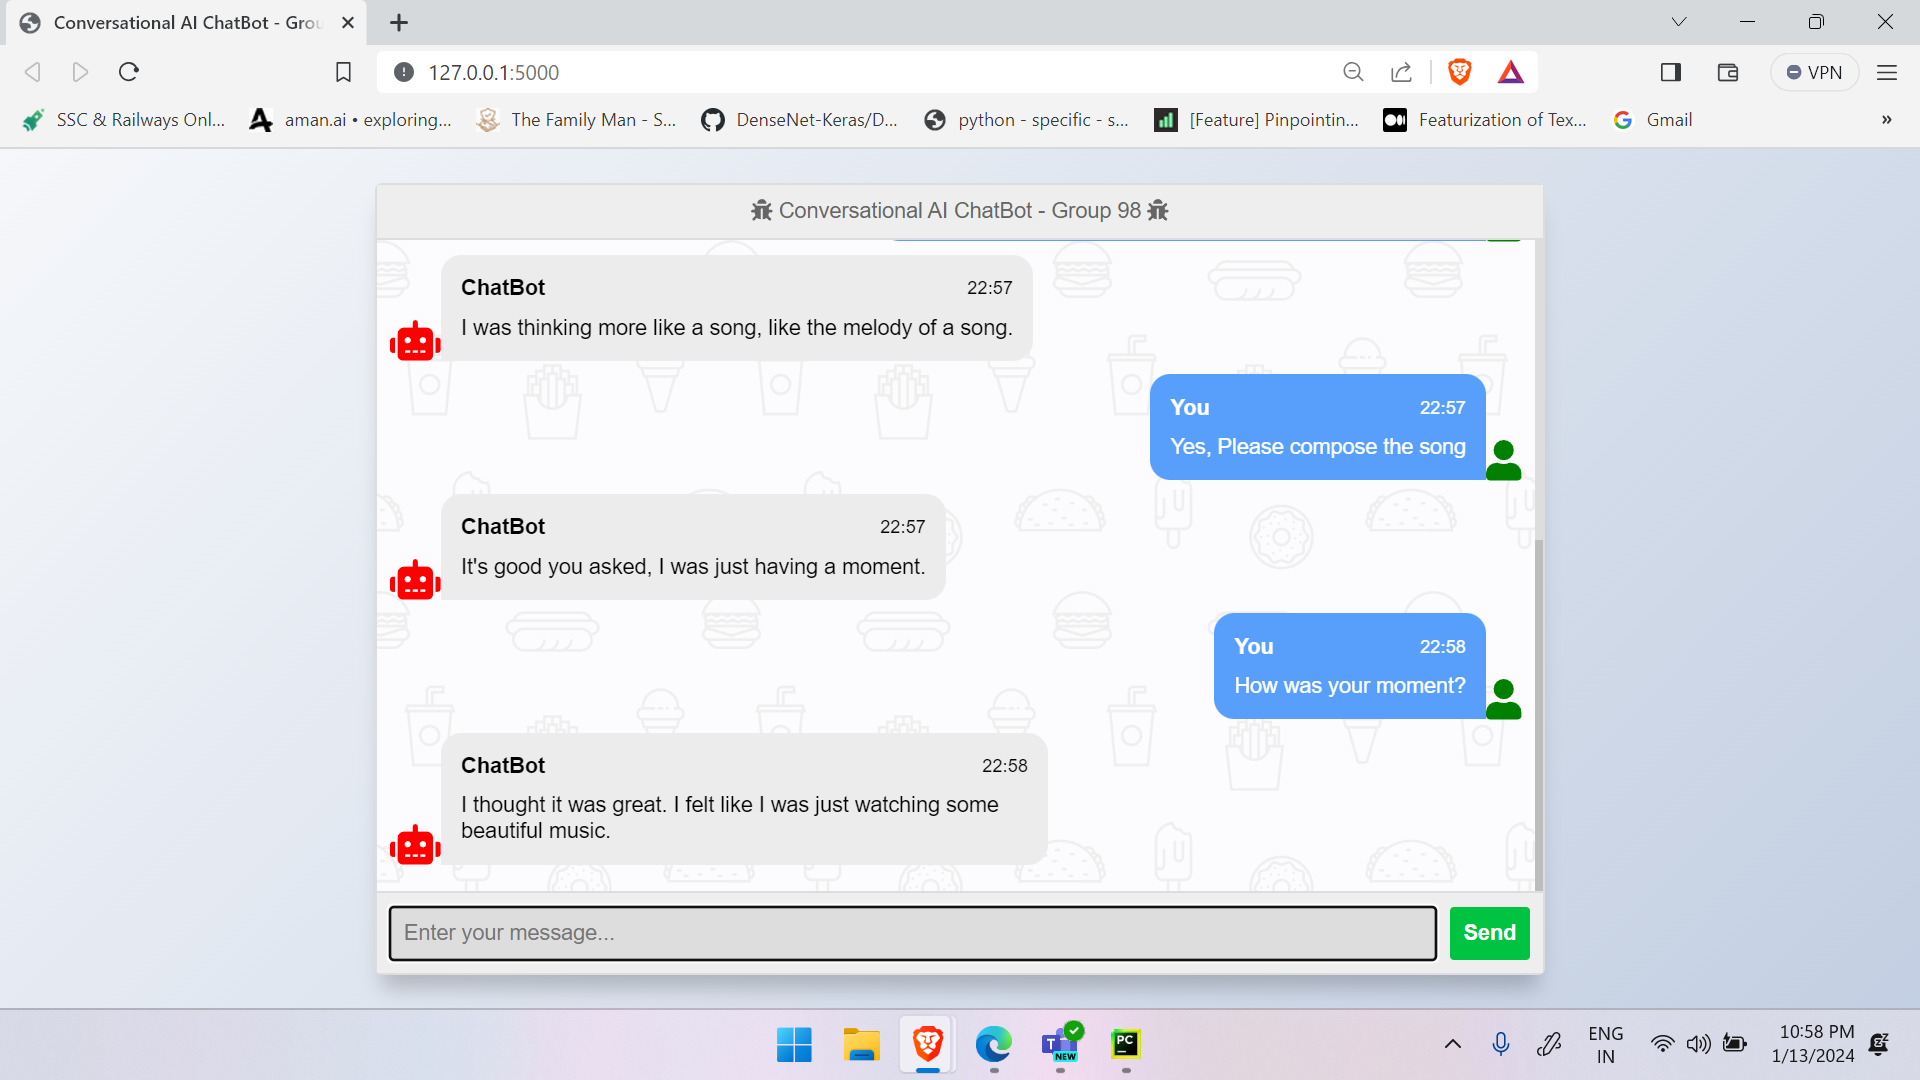 Conversational AI ChatBot - Grou
127.0.0.1:5000
VPN
SSC & Railways Onl...
aman.ai • exploring...
The Family Man - S...
DenseNet-Keras/D...
python - specific - s...
[Feature] Pinpointin...
Featurization of Tex...
Gmail
»
Conversational AI ChatBot - Group 98
ChatBot 22:57
I was thinking more like a song, like the melody of a song.
You 22:57
Yes, Please compose the song
ChatBot 22:57
It's good you asked, I was just having a moment.
You 22:58
How was your moment?
ChatBot 22:58
I thought it was great. I felt like I was just watching some
beautiful music.
Enter your message...
Send
T
NEW
PC
ENG
IN
10:58 PM
1/13/2024